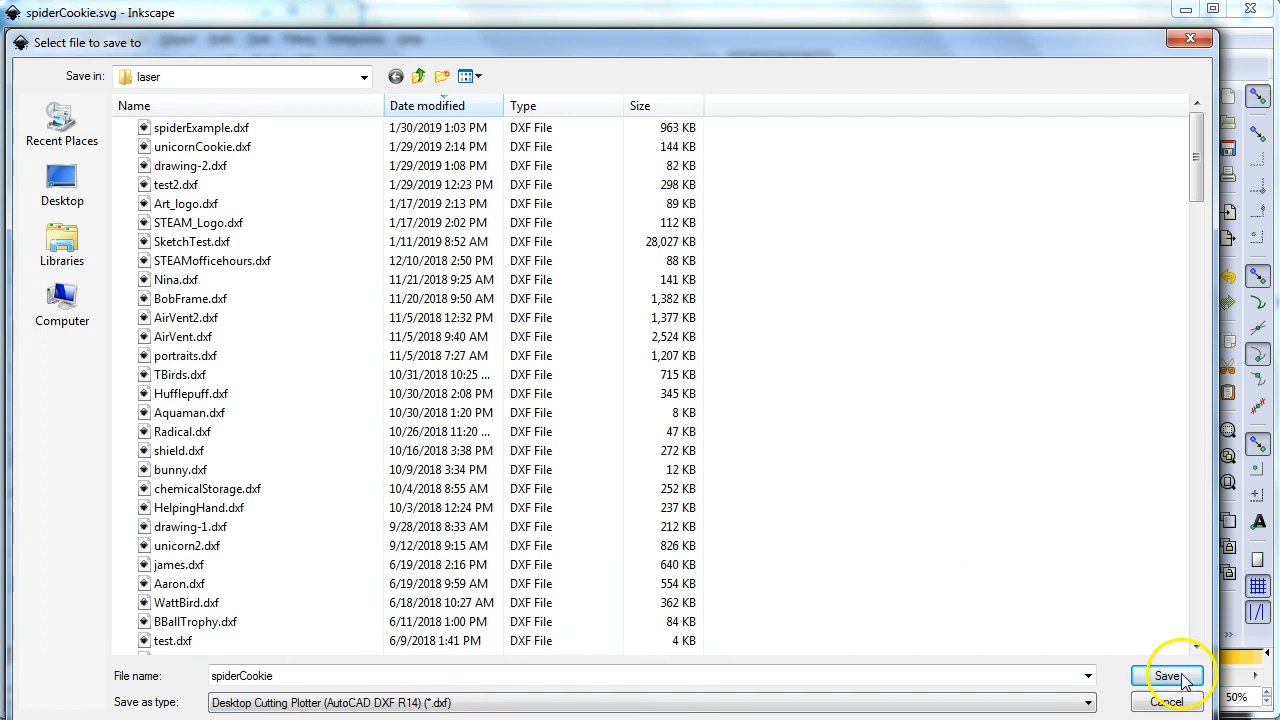 spiderCookie.svg - Inkscape
Select file to save to
Save in: laser
Name Date modified Type Size
spiderExample.dxf 1/30/2019 1:03 PM DXF File 963 KB
unicornCookie.dxf 1/29/2019 2:14 PM DXF File 144 KB
drawing-2.dxf 1/29/2019 1:08 PM DXF File 82 KB
test2.dxf 1/29/2019 12:23 PM DXF File 298 KB
Art_logo.dxf 1/17/2019 2:13 PM DXF File 89 KB
STEAM_Logo.dxf 1/17/2019 2:02 PM DXF File 112 KB
SketchTest.dxf 1/11/2019 8:52 AM DXF File 28,027 KB
STEAMofficehours.dxf 12/10/2018 2:50 PM DXF File 88 KB
Nina.dxf 11/21/2018 9:25 AM DXF File 141 KB
BobFrame.dxf 11/20/2018 9:50 AM DXF File 1,382 KB
AirVent2.dxf 11/5/2018 12:32 PM DXF File 1,377 KB
AirVent.dxf 11/5/2018 9:40 AM DXF File 2,524 KB
portraits.dxf 11/5/2018 7:27 AM DXF File 1,207 KB
TBirds.dxf 10/31/2018 10:25 ... DXF File 715 KB
Hufflepuff.dxf 10/30/2018 2:08 PM DXF File 345 KB
Aquaman.dxf 10/30/2018 1:20 PM DXF File 8 KB
Radical.dxf 10/26/2018 11:20 ... DXF File 47 KB
shield.dxf 10/16/2018 3:38 PM DXF File 272 KB
bunny.dxf 10/9/2018 3:34 PM DXF File 12 KB
chemicalStorage.dxf 10/4/2018 8:55 AM DXF File 252 KB
HelpingHand.dxf 10/3/2018 12:24 PM DXF File 237 KB
drawing-1.dxf 9/28/2018 8:33 AM DXF File 212 KB
unicorn2.dxf 9/12/2018 9:15 AM DXF File 826 KB
james.dxf 6/19/2018 2:16 PM DXF File 640 KB
Aaron.dxf 6/19/2018 9:59 AM DXF File 554 KB
WattBird.dxf 6/18/2018 10:27 AM DXF File 362 KB
BBallTrophy.dxf 6/11/2018 1:00 PM DXF File 84 KB
test.dxf 6/9/2018 1:41 PM DXF File 4 KB
Recent Places
Desktop
Libraries
Computer
File name: spiderCookie Save
Save as type: Desktop Cutting Plotter (AutoCAD DXF R14) (*.dxf) Cancel
50%